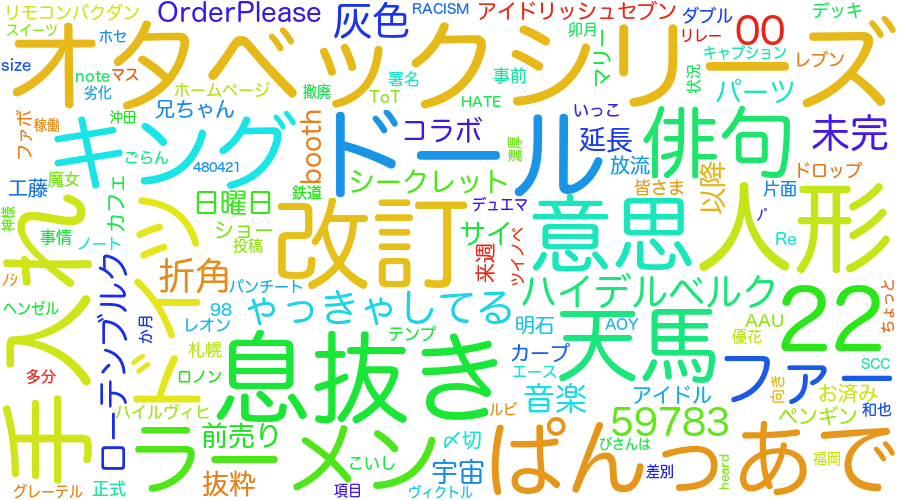 リモコンバクダン
OrderPlease
灰色
RACISM
アイドリッシュセブン
ダブル
OO
デッキ
スイーツ
ホセ
リレー
オタベックシリーズ
卯月
マリー
キャプション
レブン
size
note
マス
ホームページ
撤廃
署名
事前
状況
パーツ
劣化
ToT
HATE
兄ちゃん
沖田
ファボ
稼働
booth
いっこ
キング
ドール
コラボ
延長
俳句
未完
ごらん
480421
濃厚
放流
ドロップ
工藤
魔女
カフェ
鉄道
シークレット
皆さま
以降
片面
日曜日
デュエマ
手入れ
ドイツ
改訂
意思
人形
神様
事情
ノート
ショー
投稿
サイ
来週
ツイノベ
Re
折角
パンチート
ハイデルベルク
ちょっと
ローテンブルク
か月
ヘンゼル
98
レオン
ゃっきゃしてる
明石
AOY
AAU
22
天馬
優花
札幌
テンプ
カープ
SCC
多分
ロノン
息抜き
エース
ファー
ハイルヴィヒ
ルビ
音楽
アイドル
向き
お済み
ペンギン
和也
前売り
59783
ラーメン
〆切
ぱんっあで
びさんは
こいし
宇宙
差別
heard
福岡
グレーテル
正式
抜粋
項目
ヴィクトル